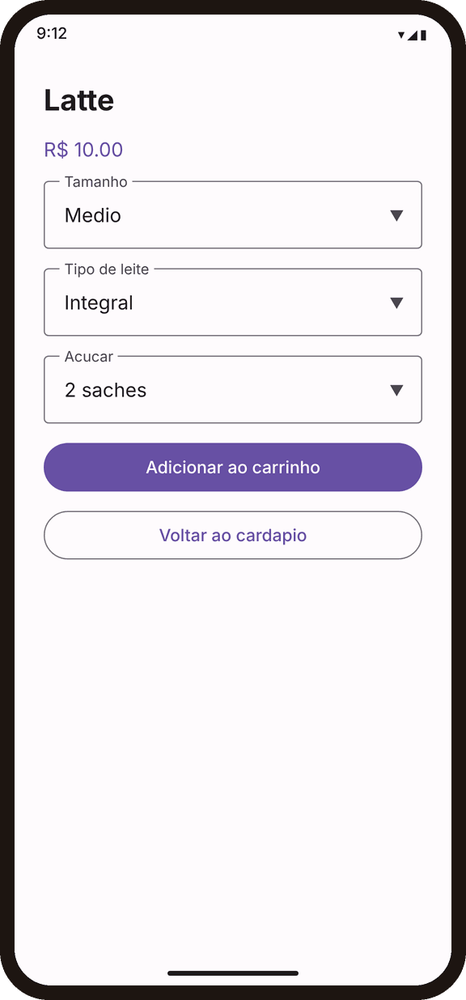 9:12
Latte
R$ 10.00
Tamanho
Medio
Tipo de leite
Integral
Acucar
2 saches
Adicionar ao carrinho
Voltar ao cardapio